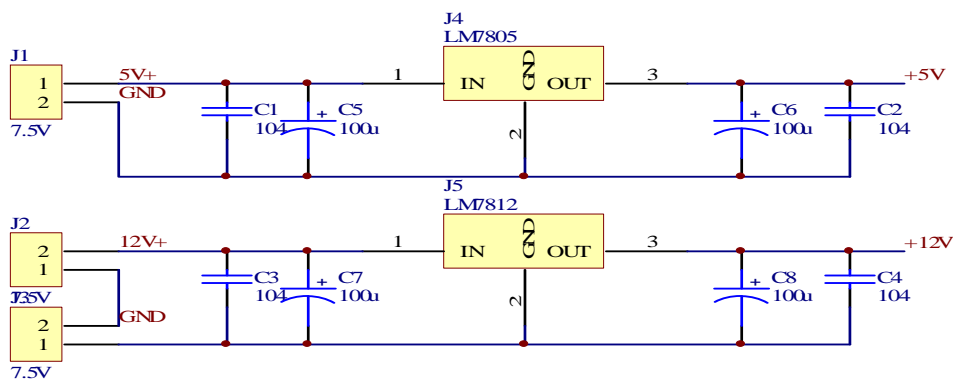 J4
LM7805
J1
1
2
7.5V
5V+
GND
1
IN
GND
OUT
3
2
+5V
C1
104
C5
100u
C6
100u
C2
104
J5
LM7812
J2
2
1
12V+
1
IN
GND
OUT
3
2
+12V
C3
104
C7
100u
C8
100u
C4
104
2
1
GND
7.5V